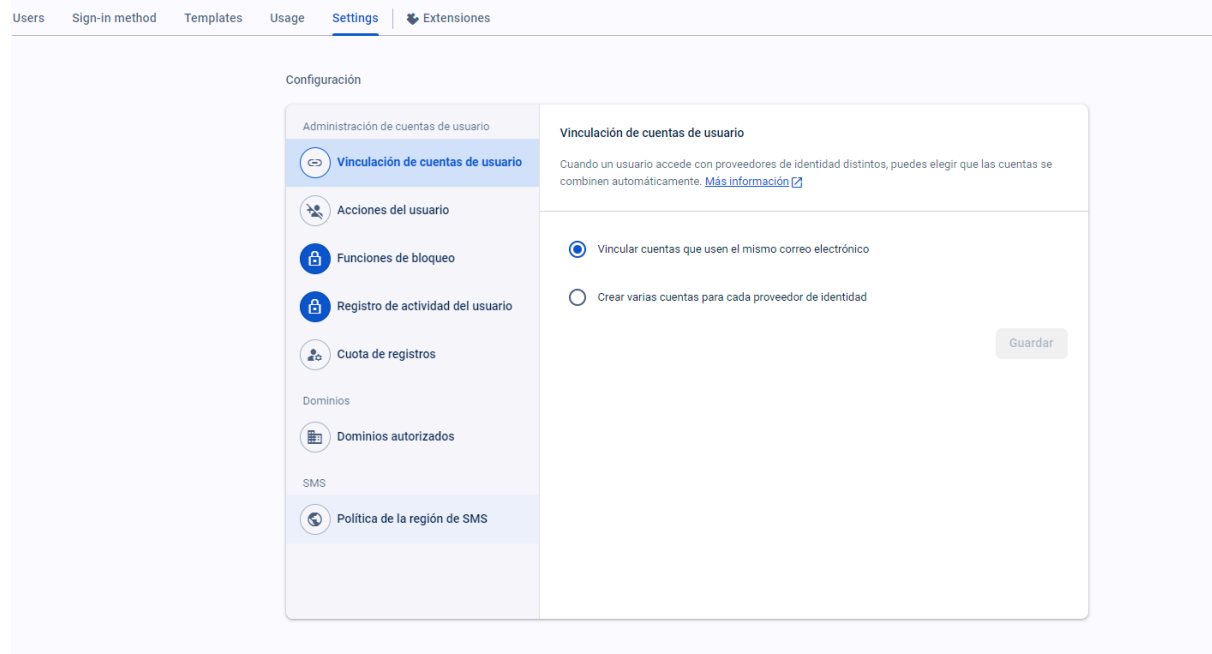 Users Sign-in method Templates Usage Settings Extensiones
Configuración
Administración de cuentas de usuario
Vinculación de cuentas de usuario
Acciones del usuario
Funciones de bloqueo
Registro de actividad del usuario
Cuota de registros
Dominios
Dominios autorizados
SMS
Política de la región de SMS
Vinculación de cuentas de usuario
Cuando un usuario accede con proveedores de identidad distintos, puedes elegir que las cuentas se
combinen automáticamente. Más información
Vincular cuentas que usen el mismo correo electrónico
Crear varias cuentas para cada proveedor de identidad
Guardar